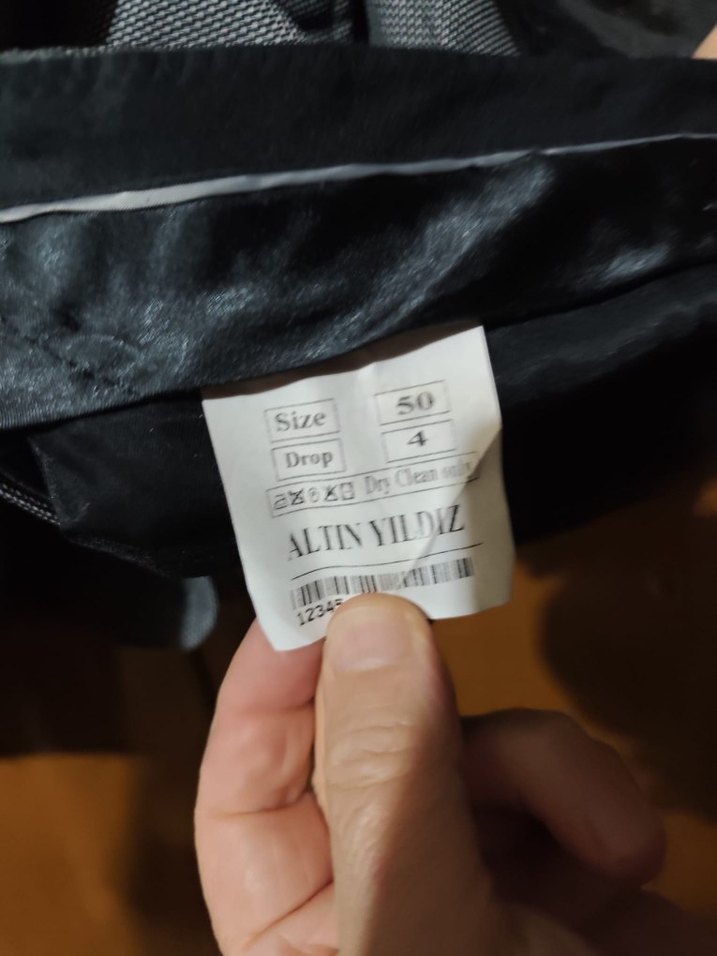 Size 50
Drop 4
Dry Clean only
ALTIN YILDIZ
12345